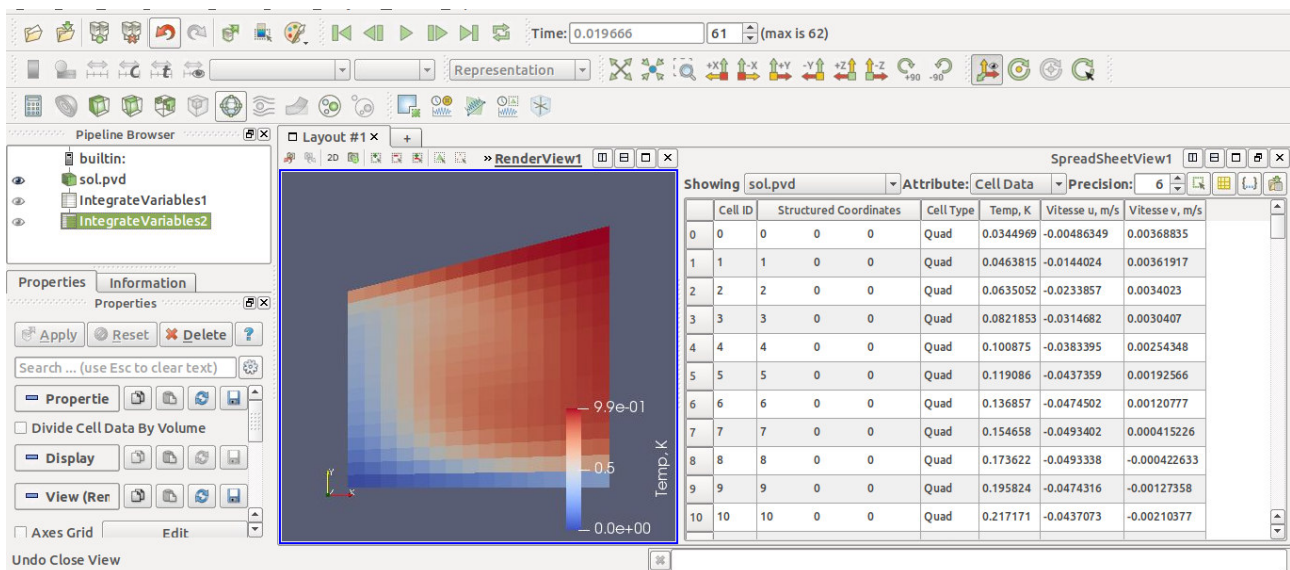 Time: 0.019666 61 (max is 62)
C t Representation +X -X +Y -Y +Z -Z +90 -90
Pipeline Browser
builtin:
sol.pvd
IntegrateVariables1
IntegrateVariables2
Properties Information
Properties
Apply Reset Delete ?
Search ... (use Esc to clear text)
Propertie
Divide Cell Data By Volume
Display
View (Ren
Axes Grid Edit
Undo Close View
Layout #1 × +
2D » RenderView1
9.9e-01
0.5
0.0e+00
Temp, K
Y
X
SpreadSheetView1
Showing sol.pvd Attribute: Cell Data Precision: 6 {...}
Cell ID Structured Coordinates Cell Type Temp, K Vitesse u, m/s Vitesse v, m/s
0 0 0 0 0 Quad 0.0344969 -0.00486349 0.00368835
1 1 1 0 0 Quad 0.0463815 -0.0144024 0.00361917
2 2 2 0 0 Quad 0.0635052 -0.0233857 0.0034023
3 3 3 0 0 Quad 0.0821853 -0.0314682 0.0030407
4 4 4 0 0 Quad 0.100875 -0.0383395 0.00254348
5 5 5 0 0 Quad 0.119086 -0.0437359 0.00192566
6 6 6 0 0 Quad 0.136857 -0.0474502 0.00120777
7 7 7 0 0 Quad 0.154658 -0.0493402 0.000415226
8 8 8 0 0 Quad 0.173622 -0.0493338 -0.000422633
9 9 9 0 0 Quad 0.195824 -0.0474316 -0.00127358
10 10 10 0 0 Quad 0.217171 -0.0437073 -0.00210377